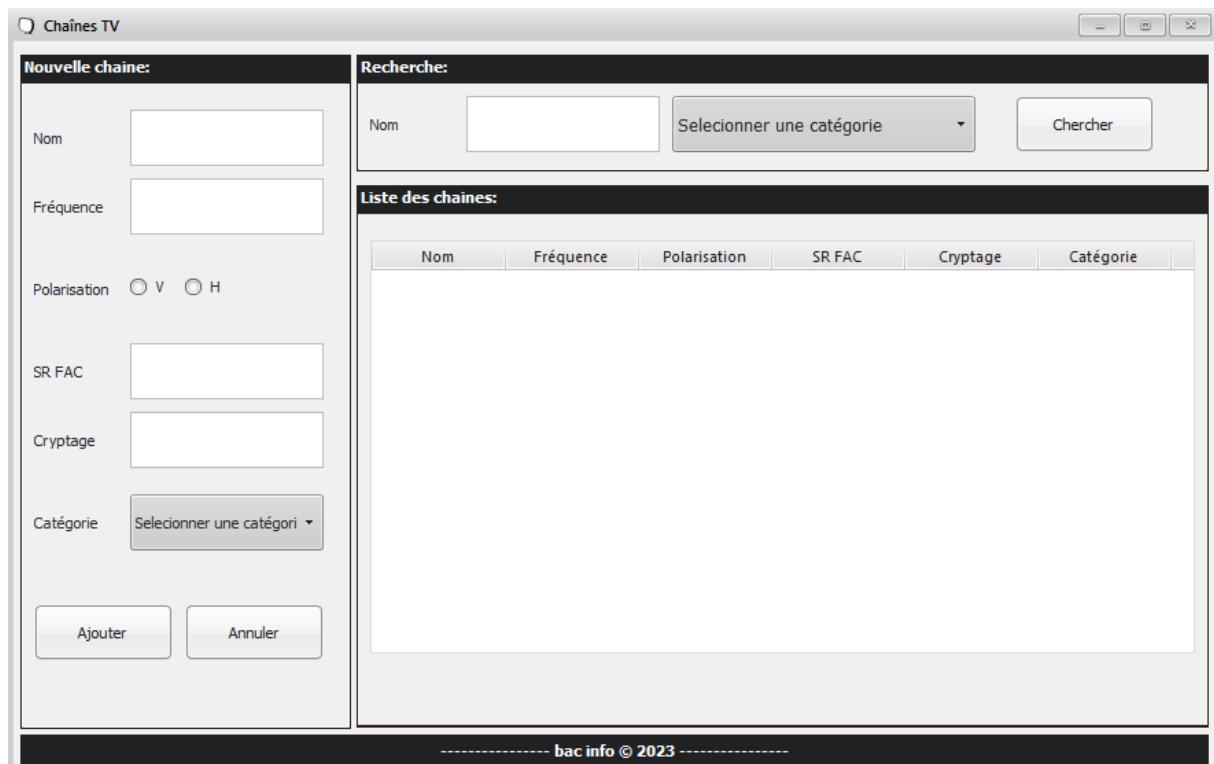 Chaînes TV
Nouvelle chaine:
Nom
Fréquence
Polarisation V H
SR FAC
Cryptage
Catégorie Selecionner une catégori
Ajouter Annuler
Recherche:
Nom Selecionner une catégorie Chercher
Liste des chaines:
Nom Fréquence Polarisation SR FAC Cryptage Catégorie
---------------- bac info © 2023 ----------------